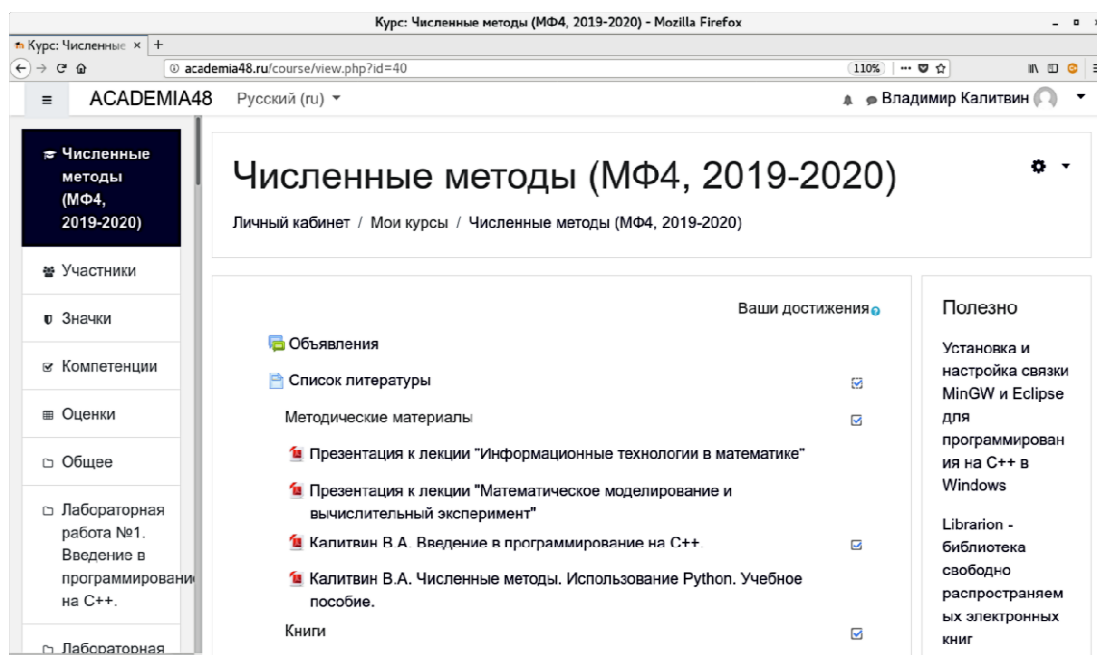 Курс: Численные методы (МФ4, 2019-2020) - Mozilla Firefox
Курс: Численные × +
academia48.ru/course/view.php?id=40
110%
ACADEMIA48 Русский (ru)
Владимир Калитвин
Численные
методы
(МФ4,
2019-2020)
Участники
Значки
Компетенции
Оценки
Общее
Лабораторная
работа №1.
Введение в
программировани
на С++.
Лабораторная
Численные методы (МФ4, 2019-2020)
Личный кабинет / Мои курсы / Численные методы (МФ4, 2019-2020)
Ваши достижения
Объявления
Список литературы
Методические материалы
Презентация к лекции "Информационные технологии в математике"
Презентация к лекции "Математическое моделирование и
вычислительный эксперимент"
Калитвин В.А. Введение в программирование на С++.
Калитвин В.А. Численные методы. Использование Python. Учебное
пособие.
Книги
Полезно
Установка и
настройка связки
MinGW и Eclipse
для
программирован
ия на С++ в
Windows
Librarion -
библиотека
свободно
распространяем
ых электронных
книг